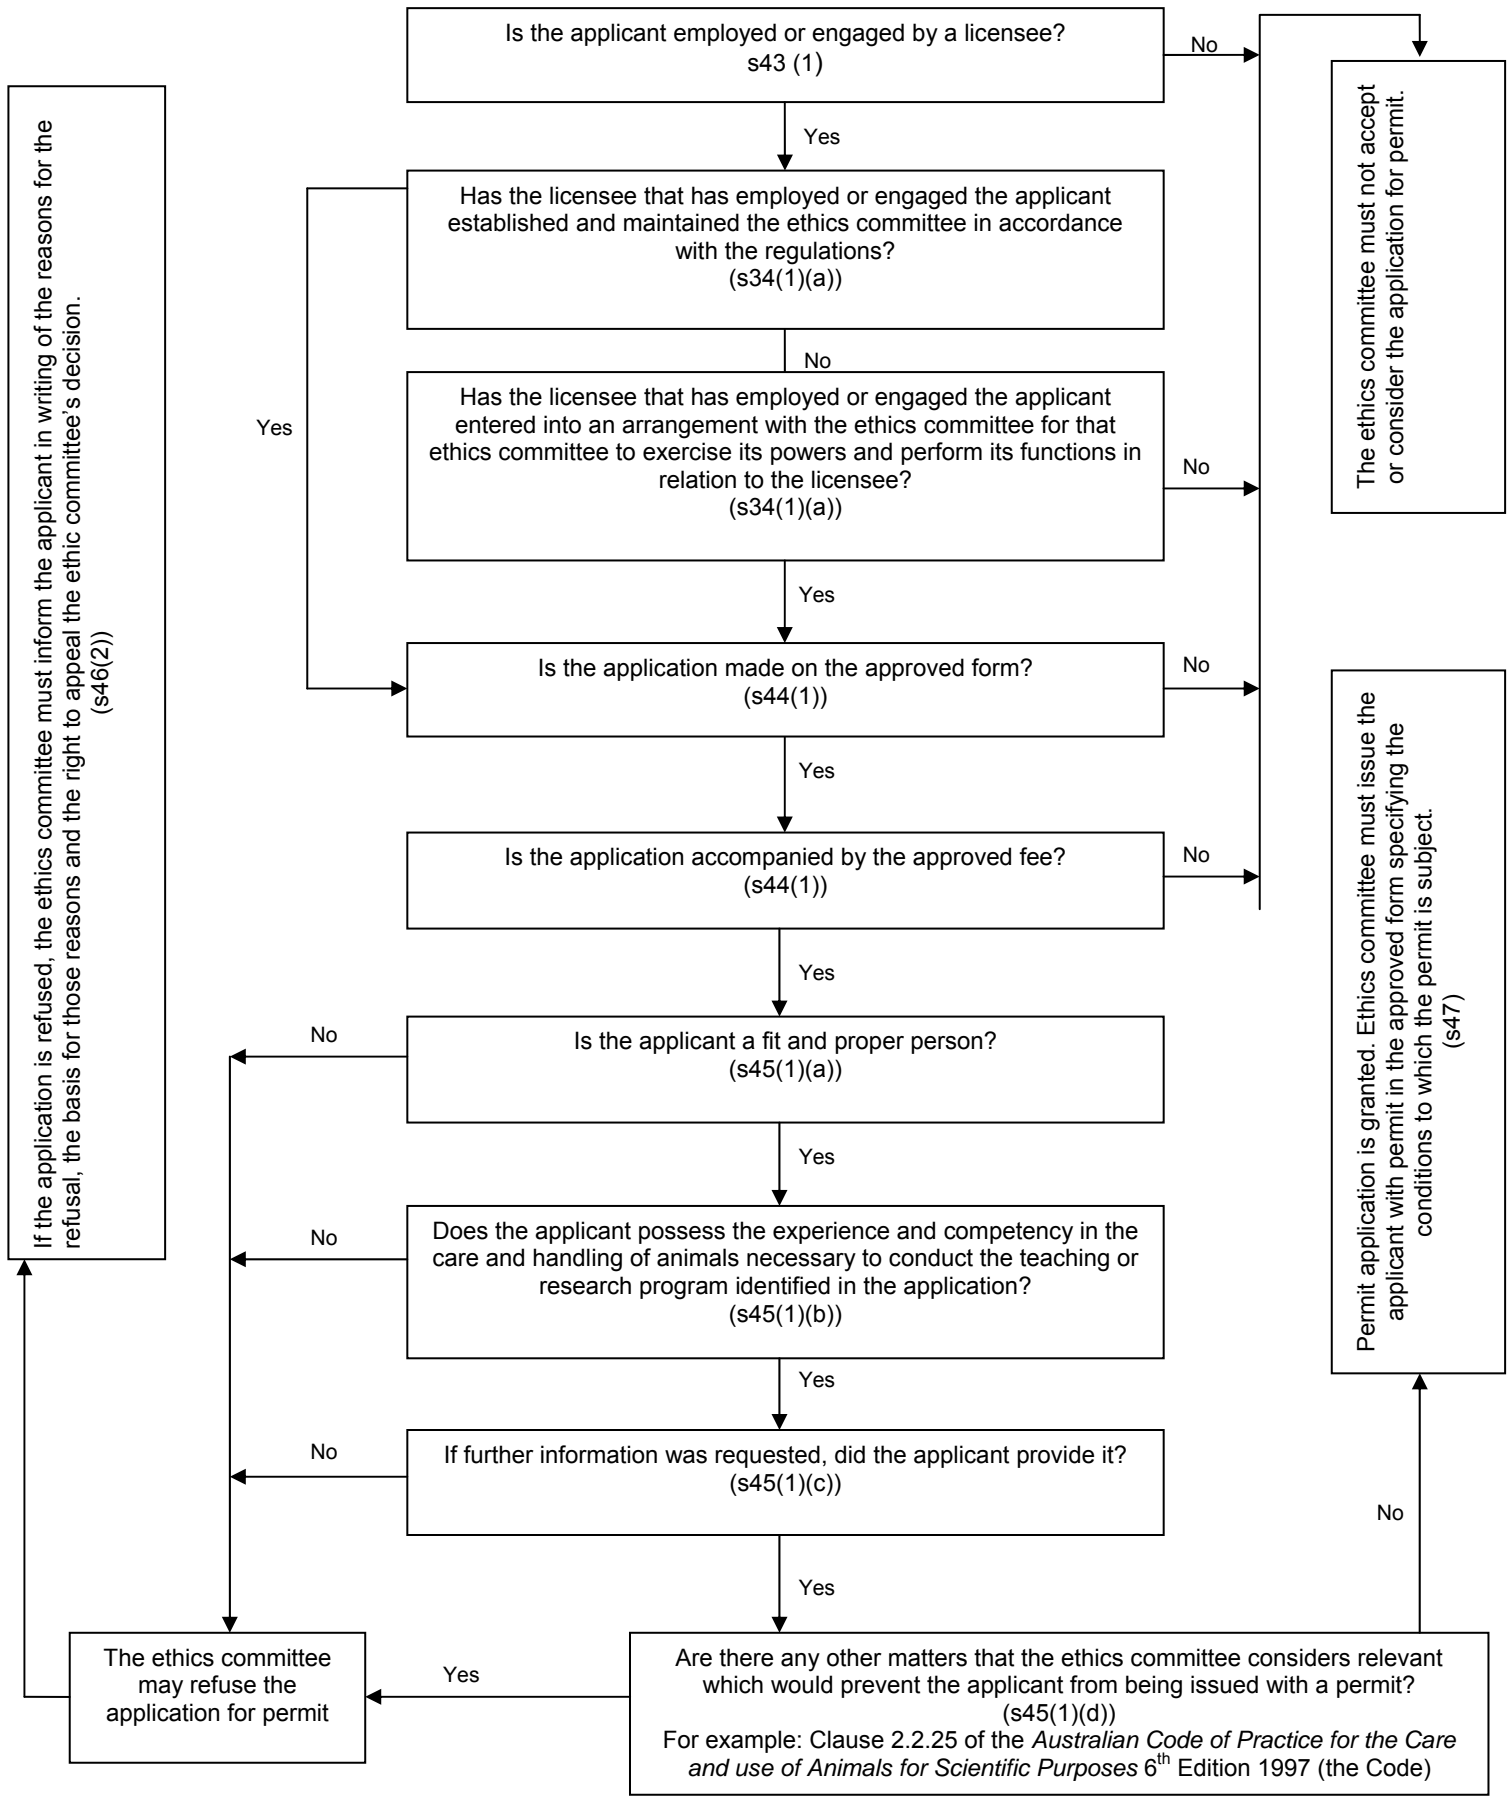 Is the applicant employed or engaged by a licensee?
s43 (1)
No
Yes
The ethics committee must not accept
or consider the application for permit.
Has the licensee that has employed or engaged the applicant
established and maintained the ethics committee in accordance
with the regulations?
(s34(1)(a))
No
Yes
Has the licensee that has employed or engaged the applicant
entered into an arrangement with the ethics committee for that
ethics committee to exercise its powers and perform its functions in
relation to the licensee?
(s34(1)(a))
No
Yes
Is the application made on the approved form?
(s44(1))
No
Yes
Is the application accompanied by the approved fee?
(s44(1))
No
Yes
Is the applicant a fit and proper person?
(s45(1)(a))
No
Yes
Does the applicant possess the experience and competency in the
care and handling of animals necessary to conduct the teaching or
research program identified in the application?
(s45(1)(b))
No
Yes
If further information was requested, did the applicant provide it?
(s45(1)(c))
No
Yes
Are there any other matters that the ethics committee considers relevant
which would prevent the applicant from being issued with a permit?
(s45(1)(d))
For example: Clause 2.2.25 of the Australian Code of Practice for the Care
and use of Animals for Scientific Purposes 6th Edition 1997 (the Code)
Yes
No
The ethics committee
may refuse the
application for permit
If the application is refused, the ethics committee must inform the applicant in writing of the reasons for the
refusal, the basis for those reasons and the right to appeal the ethic committee’s decision.
(s46(2))
Permit application is granted. Ethics committee must issue the
applicant with permit in the approved form specifying the
conditions to which the permit is subject.
(s47)